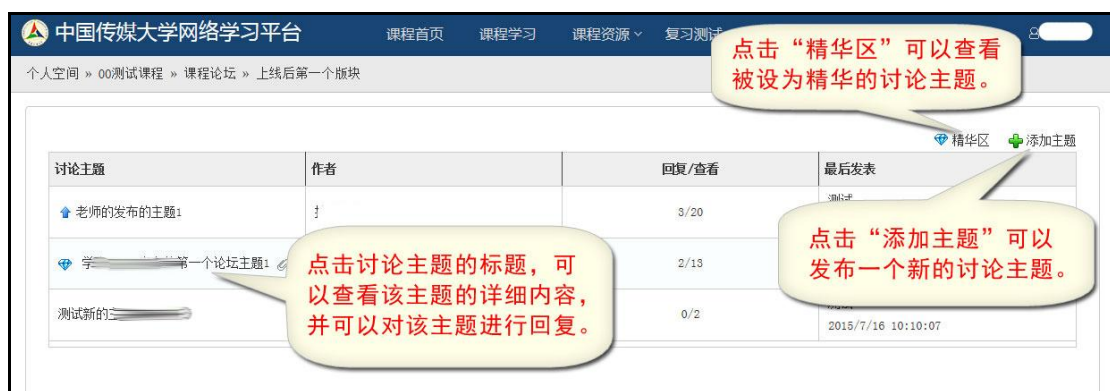 中国传媒大学网络学习平台
课程首页 课程学习 课程资源 复习测试
个人空间 » 00测试课程 » 课程论坛 » 上线后第一个版块
点击“精华区”可以查看
被设为精华的讨论主题。
精华区 添加主题
讨论主题 作者 回复/查看 最后发表
老师的发布的主题1 3/20 测试
点击“添加主题”可以
发布一个新的讨论主题。
第一个论坛主题1 2/13
点击讨论主题的标题，可
以查看该主题的详细内容，
并可以对该主题进行回复。
测试新的 0/2
2015/7/16 10:10:07